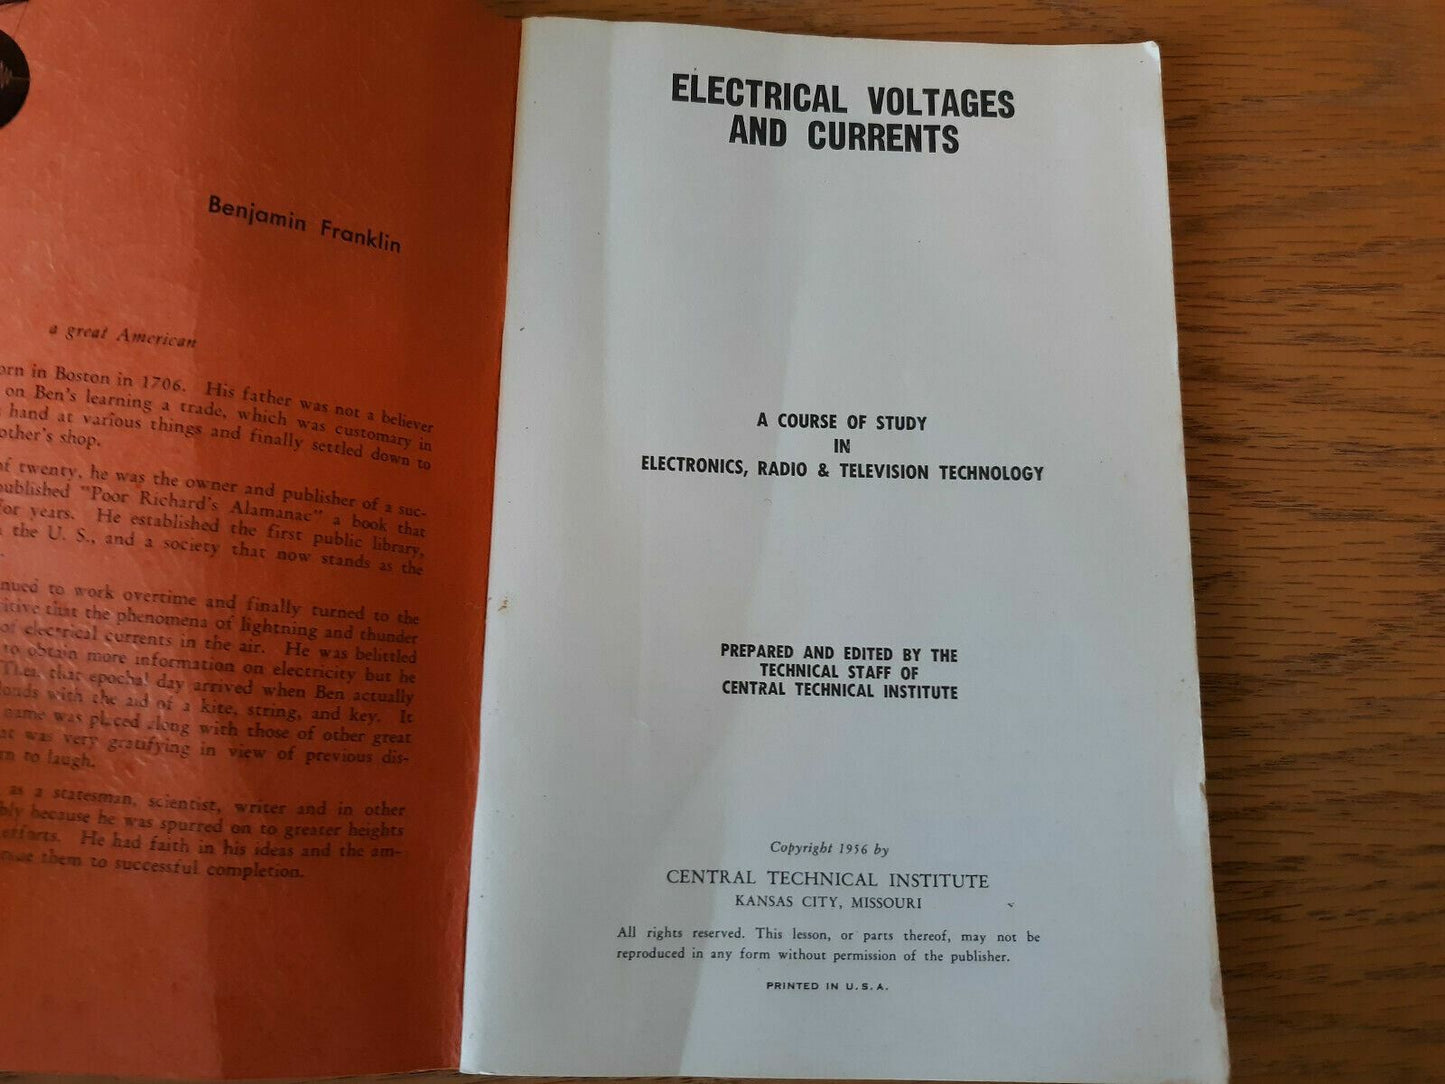 Benjamin Franklin
a great American
orn in Boston in 1706. His father was not a believer
on Ben's learning a trade, which was customary in
hand at various things and finally settled down to
other's shop.
of twenty, he was the owner and publisher of a suc-
published "Poor Richard's Alamanac" a book that
for years. He established the first public library,
the U. S., and a society that now stands as the
nued to work overtime and finally turned to the
itive that the phenomena of lightning and thunder
of electrical currents in the air. He was belittled
to obtain more information on electricity but he
Then that epochal day arrived when Ben actually
onds with the aid of a kite, string, and key. It
name was placed along with those of other great
at was very gratifying in view of previous dis-
rn to laugh.
as a statesman, scientist, writer and in other
bly because he was spurred on to greater heights
efforts. He had faith in his ideas and the am-
them to successful completion.
ELECTRICAL VOLTAGES
AND CURRENTS
A COURSE OF STUDY
IN
ELECTRONICS, RADIO & TELEVISION TECHNOLOGY
PREPARED AND EDITED BY THE
TECHNICAL STAFF OF
CENTRAL TECHNICAL INSTITUTE
Copyright 1956 by
CENTRAL TECHNICAL INSTITUTE
KANSAS CITY, MISSOURI
All rights reserved. This lesson, or parts thereof, may not be
reproduced in any form without permission of the publisher.
PRINTED IN U.S.A.